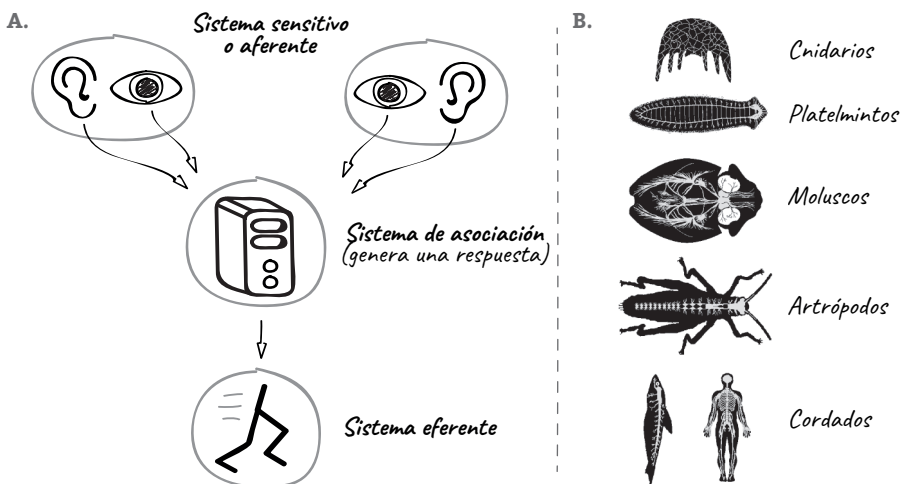 A.
Sistema sensitivo
o aferente
Sistema de asociación
(genera una respuesta)
Sistema eferente
B.
Cnidarios
Platelmintos
Moluscos
Artrópodos
Cordados